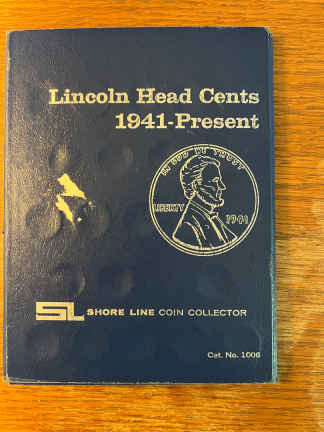 Lincoln Head Cents
1941-Present
IN GOD WE TRUST
LIBERTY
1941
SL SHORE LINE COIN COLLECTOR
Cat. No. 1006